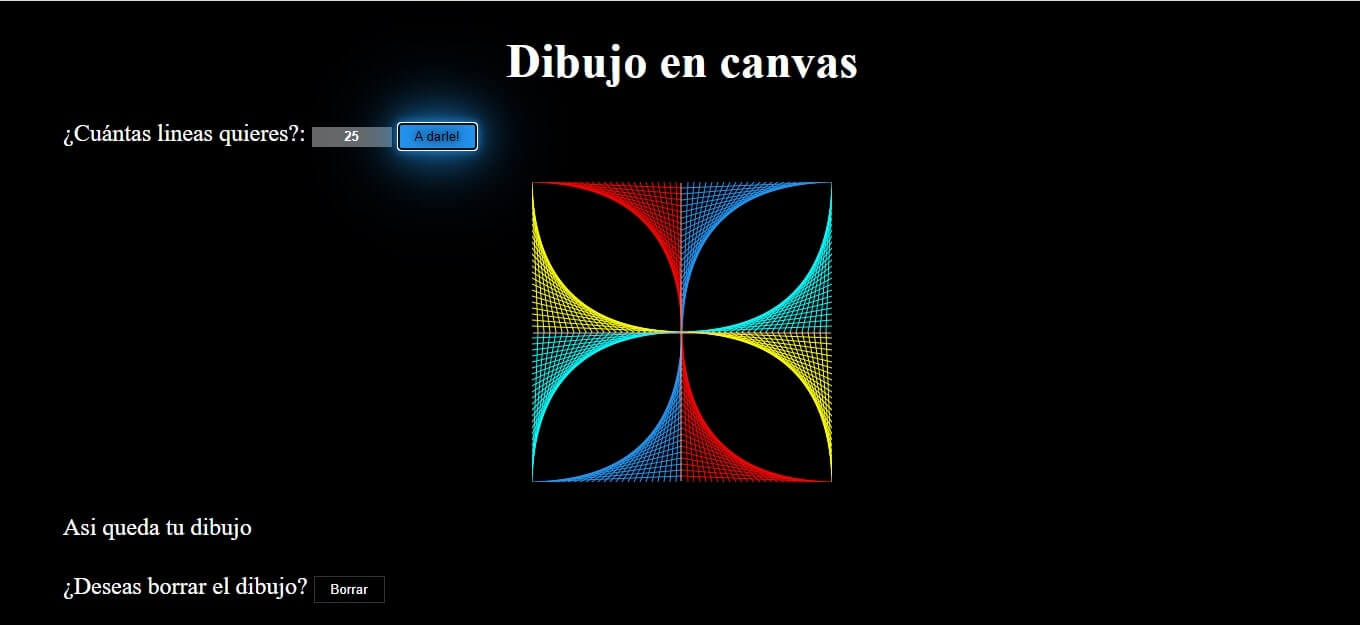 Dibujo en canvas
¿Cuántas lineas quieres?: 25 A darle!
Asi queda tu dibujo
¿Deseas borrar el dibujo? Borrar